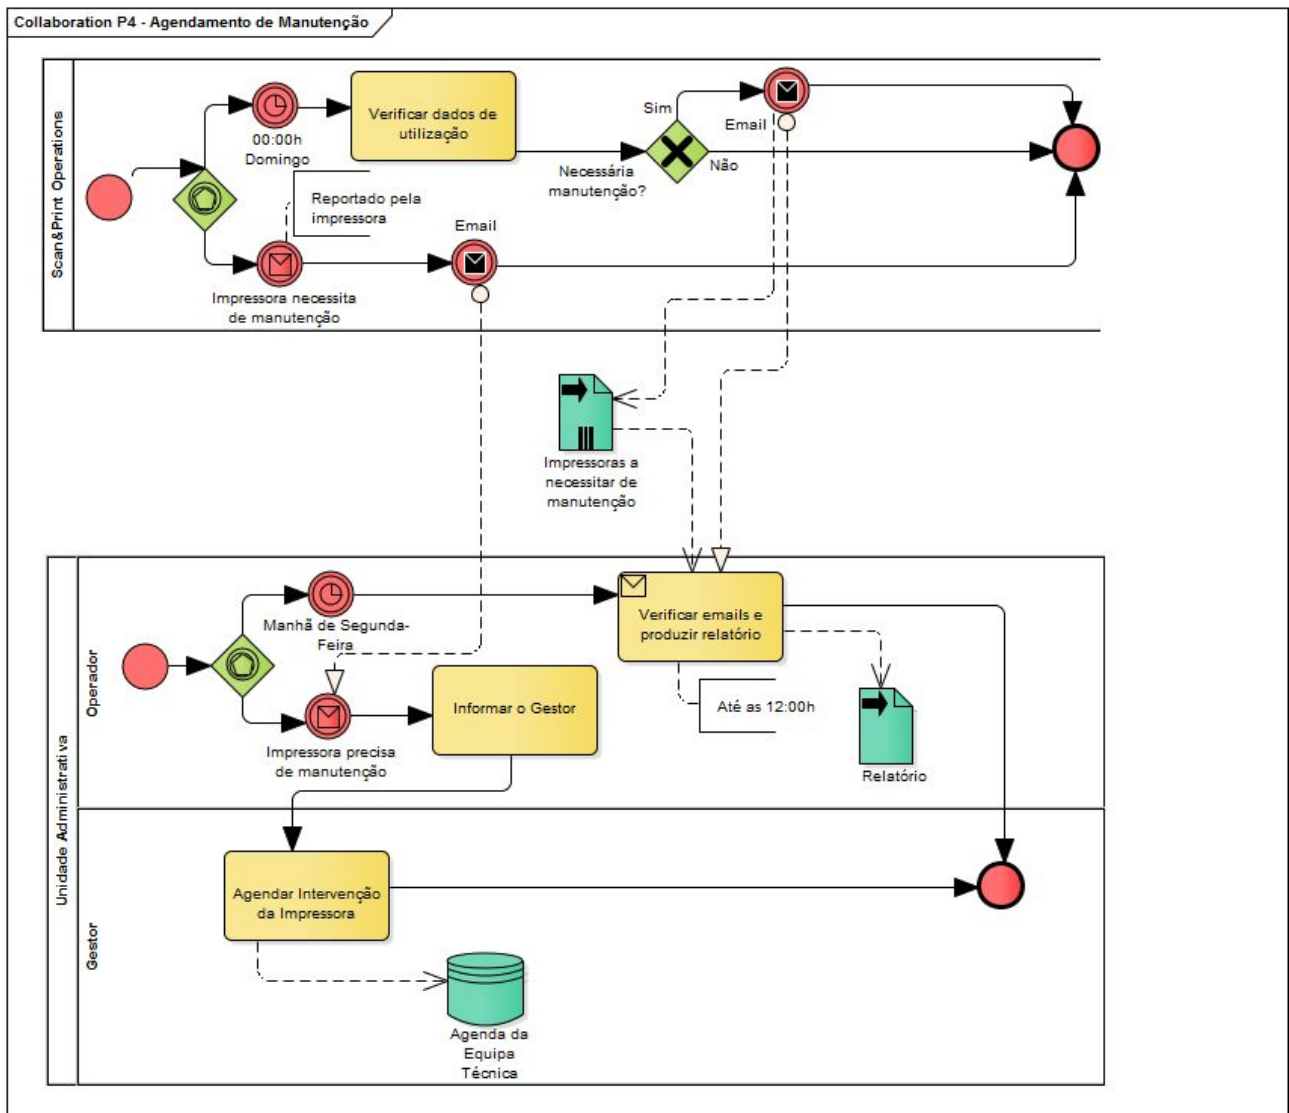 Collaboration P4 - Agendamento de Manutenção
Scan&Print Operations
00:00h
Domingo
Verificar dados de
utilização
Reportado pela
impressora
Impressora necessita
de manutenção
Email
Necessária
manutenção?
Sim
Não
Email
Impressoras a
necessitar de
manutenção
Unidade Administrativa
Operador
Manhã de Segunda-
Feira
Impressora precisa
de manutenção
Informar o Gestor
Verificar emails e
produzir relatório
Até as 12:00h
Relatório
Gestor
Agendar Intervenção
da Impressora
Agenda da
Equipa
Técnica